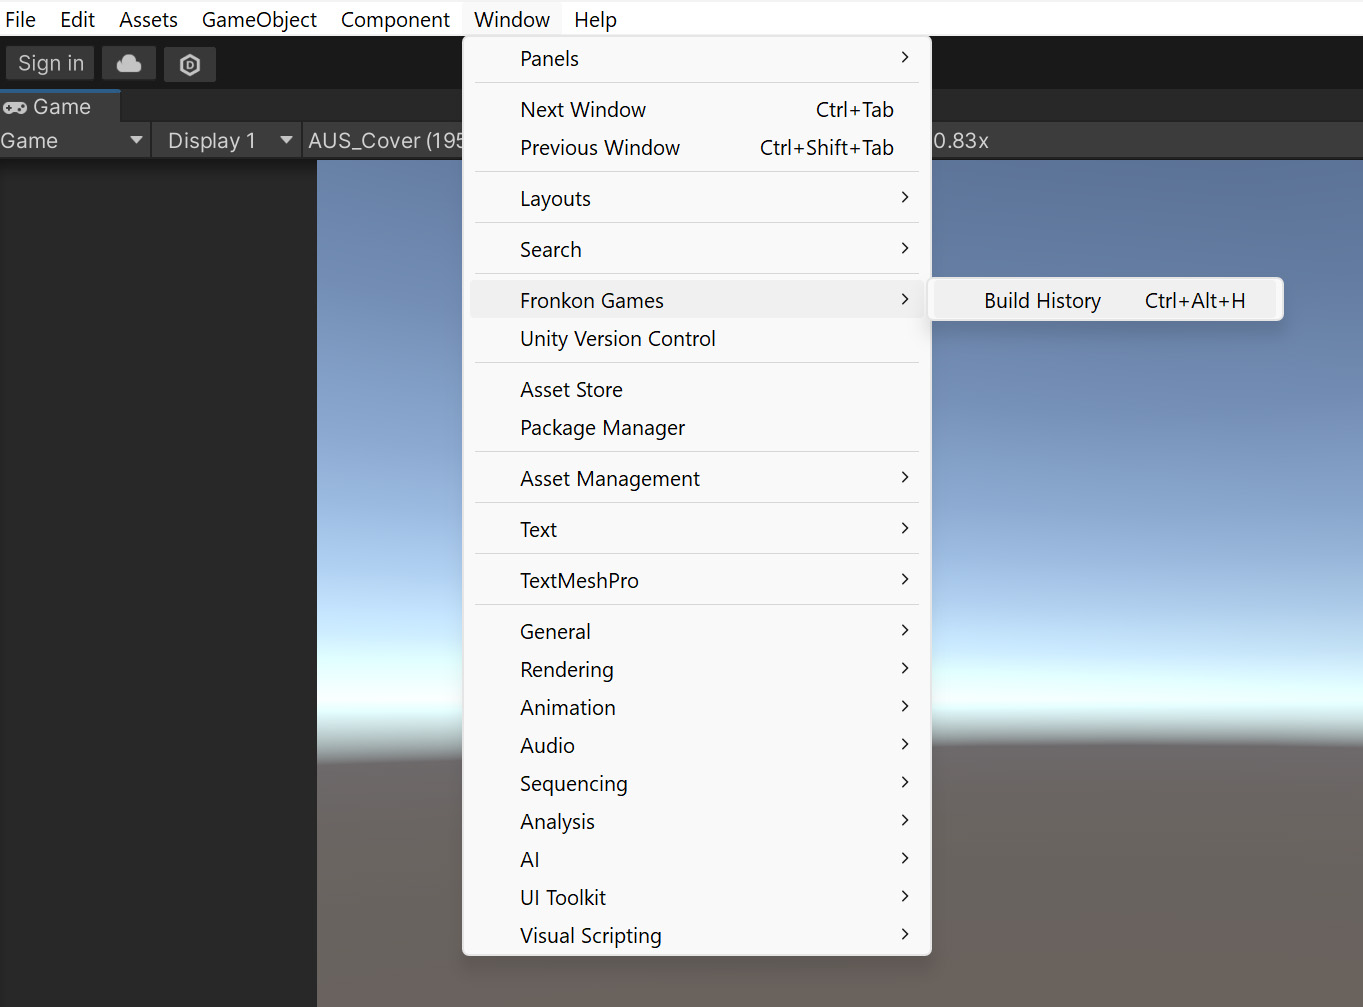 File Edit Assets GameObject Component Window Help
Sign in
Game
Game Display 1 AUS_Cover (195 0.83x
Panels
Next Window Ctrl+Tab
Previous Window Ctrl+Shift+Tab
Layouts
Search
Fronkon Games Build History Ctrl+Alt+H
Unity Version Control
Asset Store
Package Manager
Asset Management
Text
TextMeshPro
General
Rendering
Animation
Audio
Sequencing
Analysis
AI
UI Toolkit
Visual Scripting